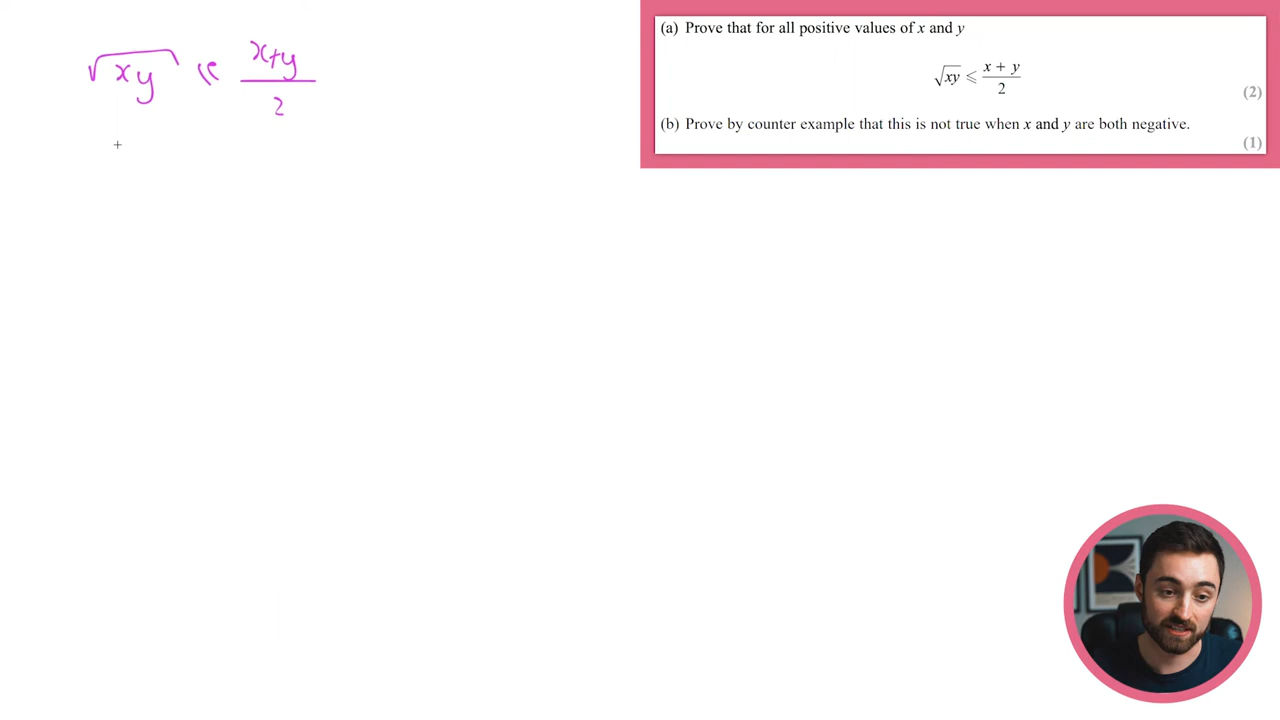 √xy ⩽ x+y
2
(a) Prove that for all positive values of x and y
√xy ⩽ x + y
2
(2)
(b) Prove by counter example that this is not true when x and y are both negative.
(1)